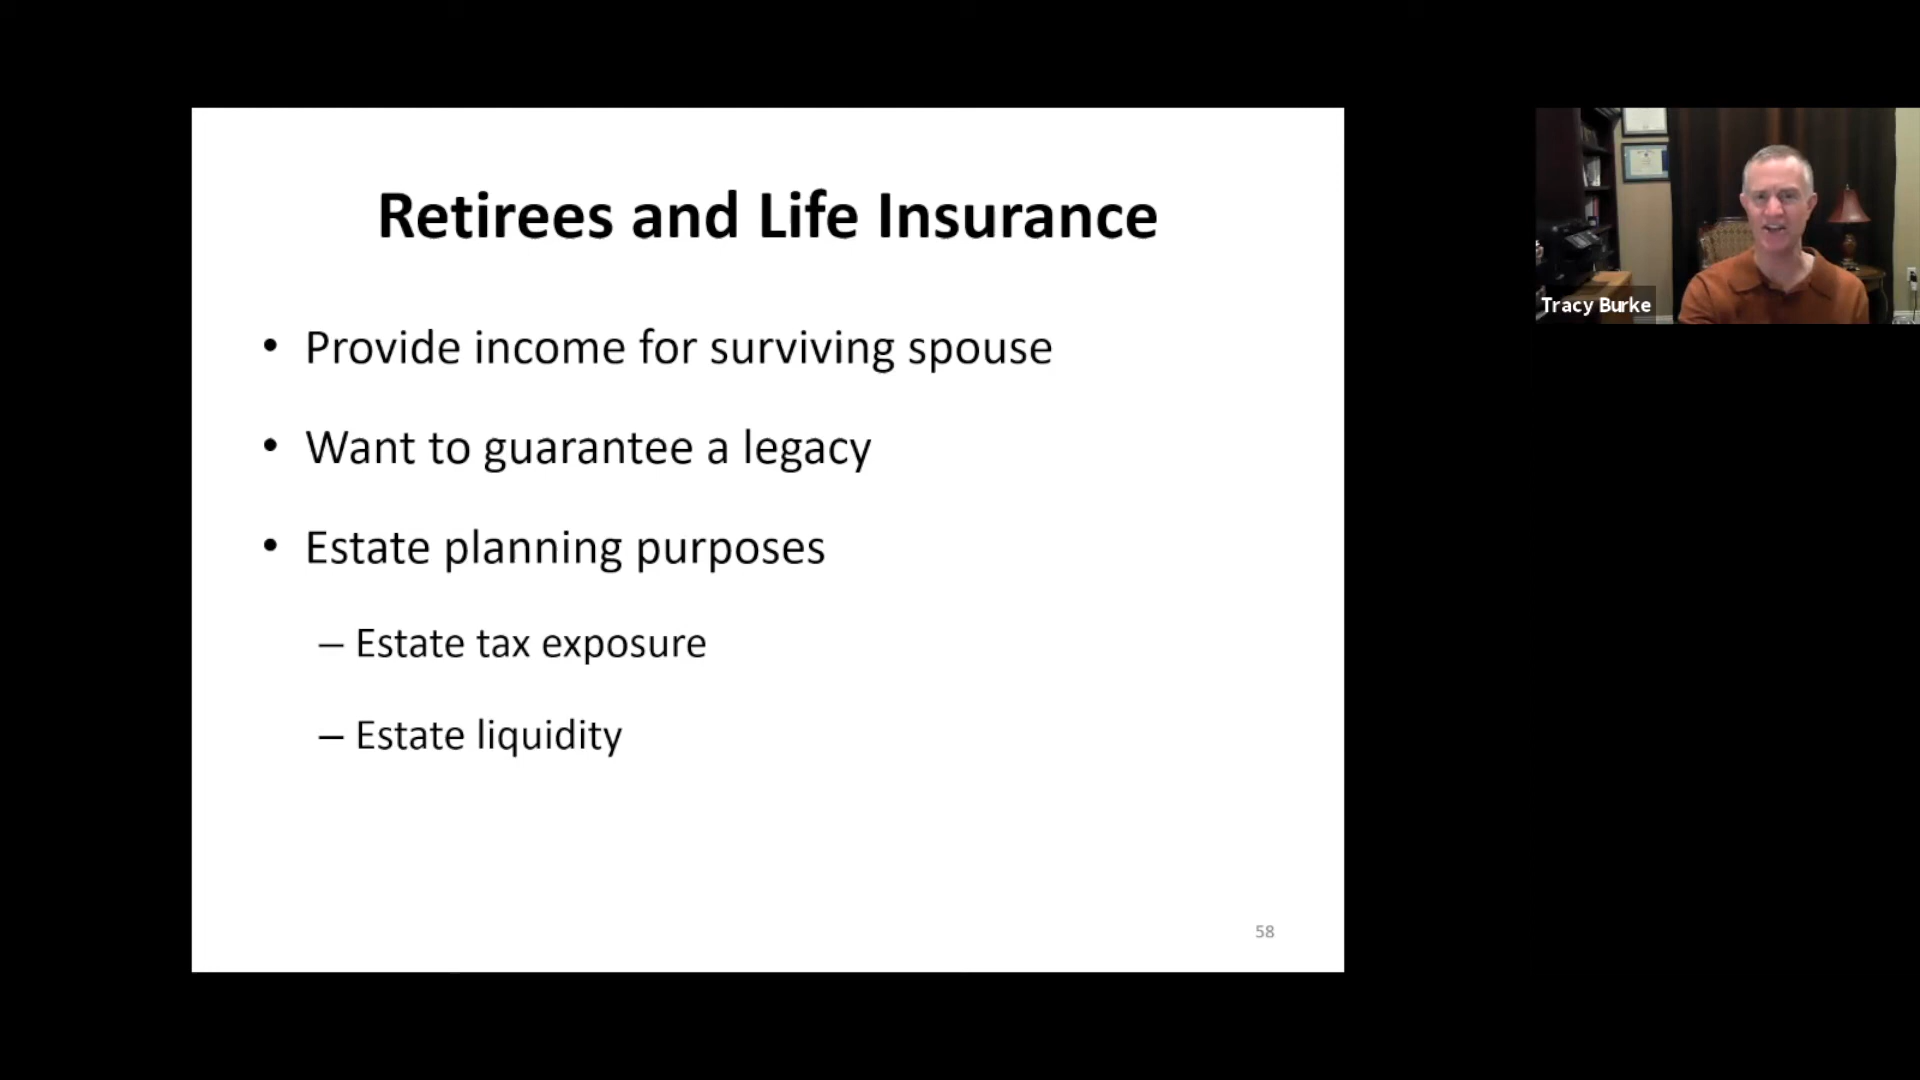 Retirees and Life Insurance
• Provide income for surviving spouse
• Want to guarantee a legacy
• Estate planning purposes
– Estate tax exposure
– Estate liquidity
58
Tracy Burke